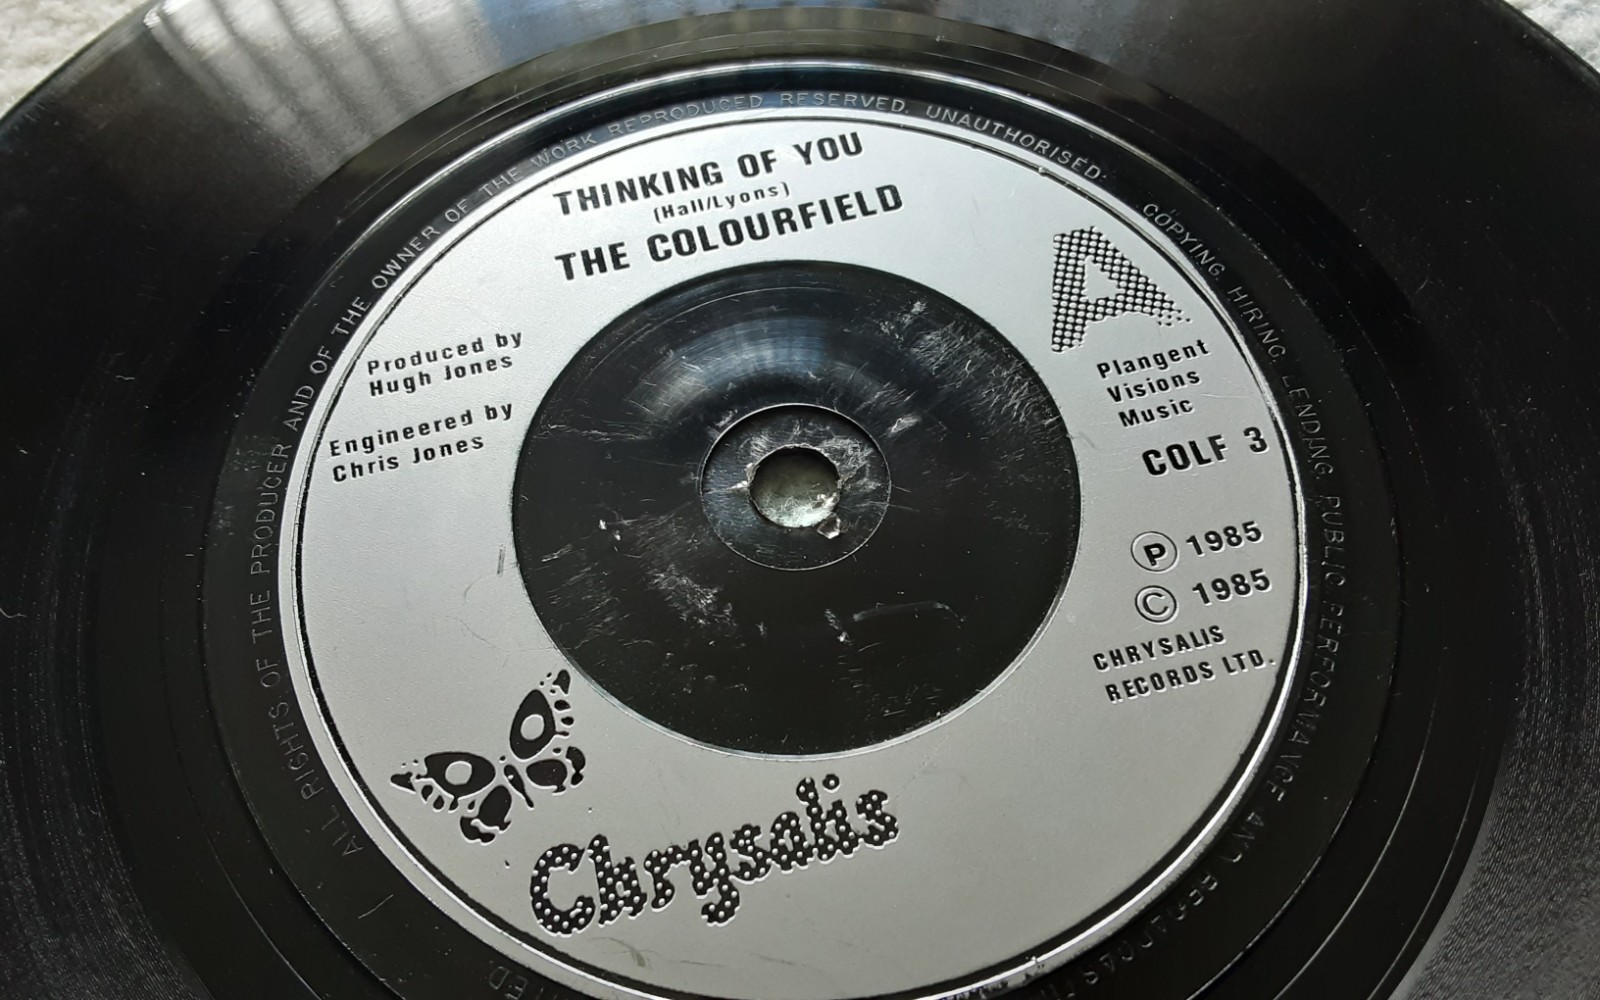 THINKING OF YOU
(Hall/Lyons)
THE COLOURFIELD
Produced by
Hugh Jones
Engineered by
Chris Jones
A
Plangent
Visions
Music
COLF 3
Ⓟ 1985
© 1985
CHRYSALIS
RECORDS LTD.
Chrysalis
ALL RIGHTS OF THE PRODUCER AND OF THE OWNER OF THE WORK REPRODUCED RESERVED. UNAUTHORISED COPYING HIRING LENDING PUBLIC PERFORMANCE AND